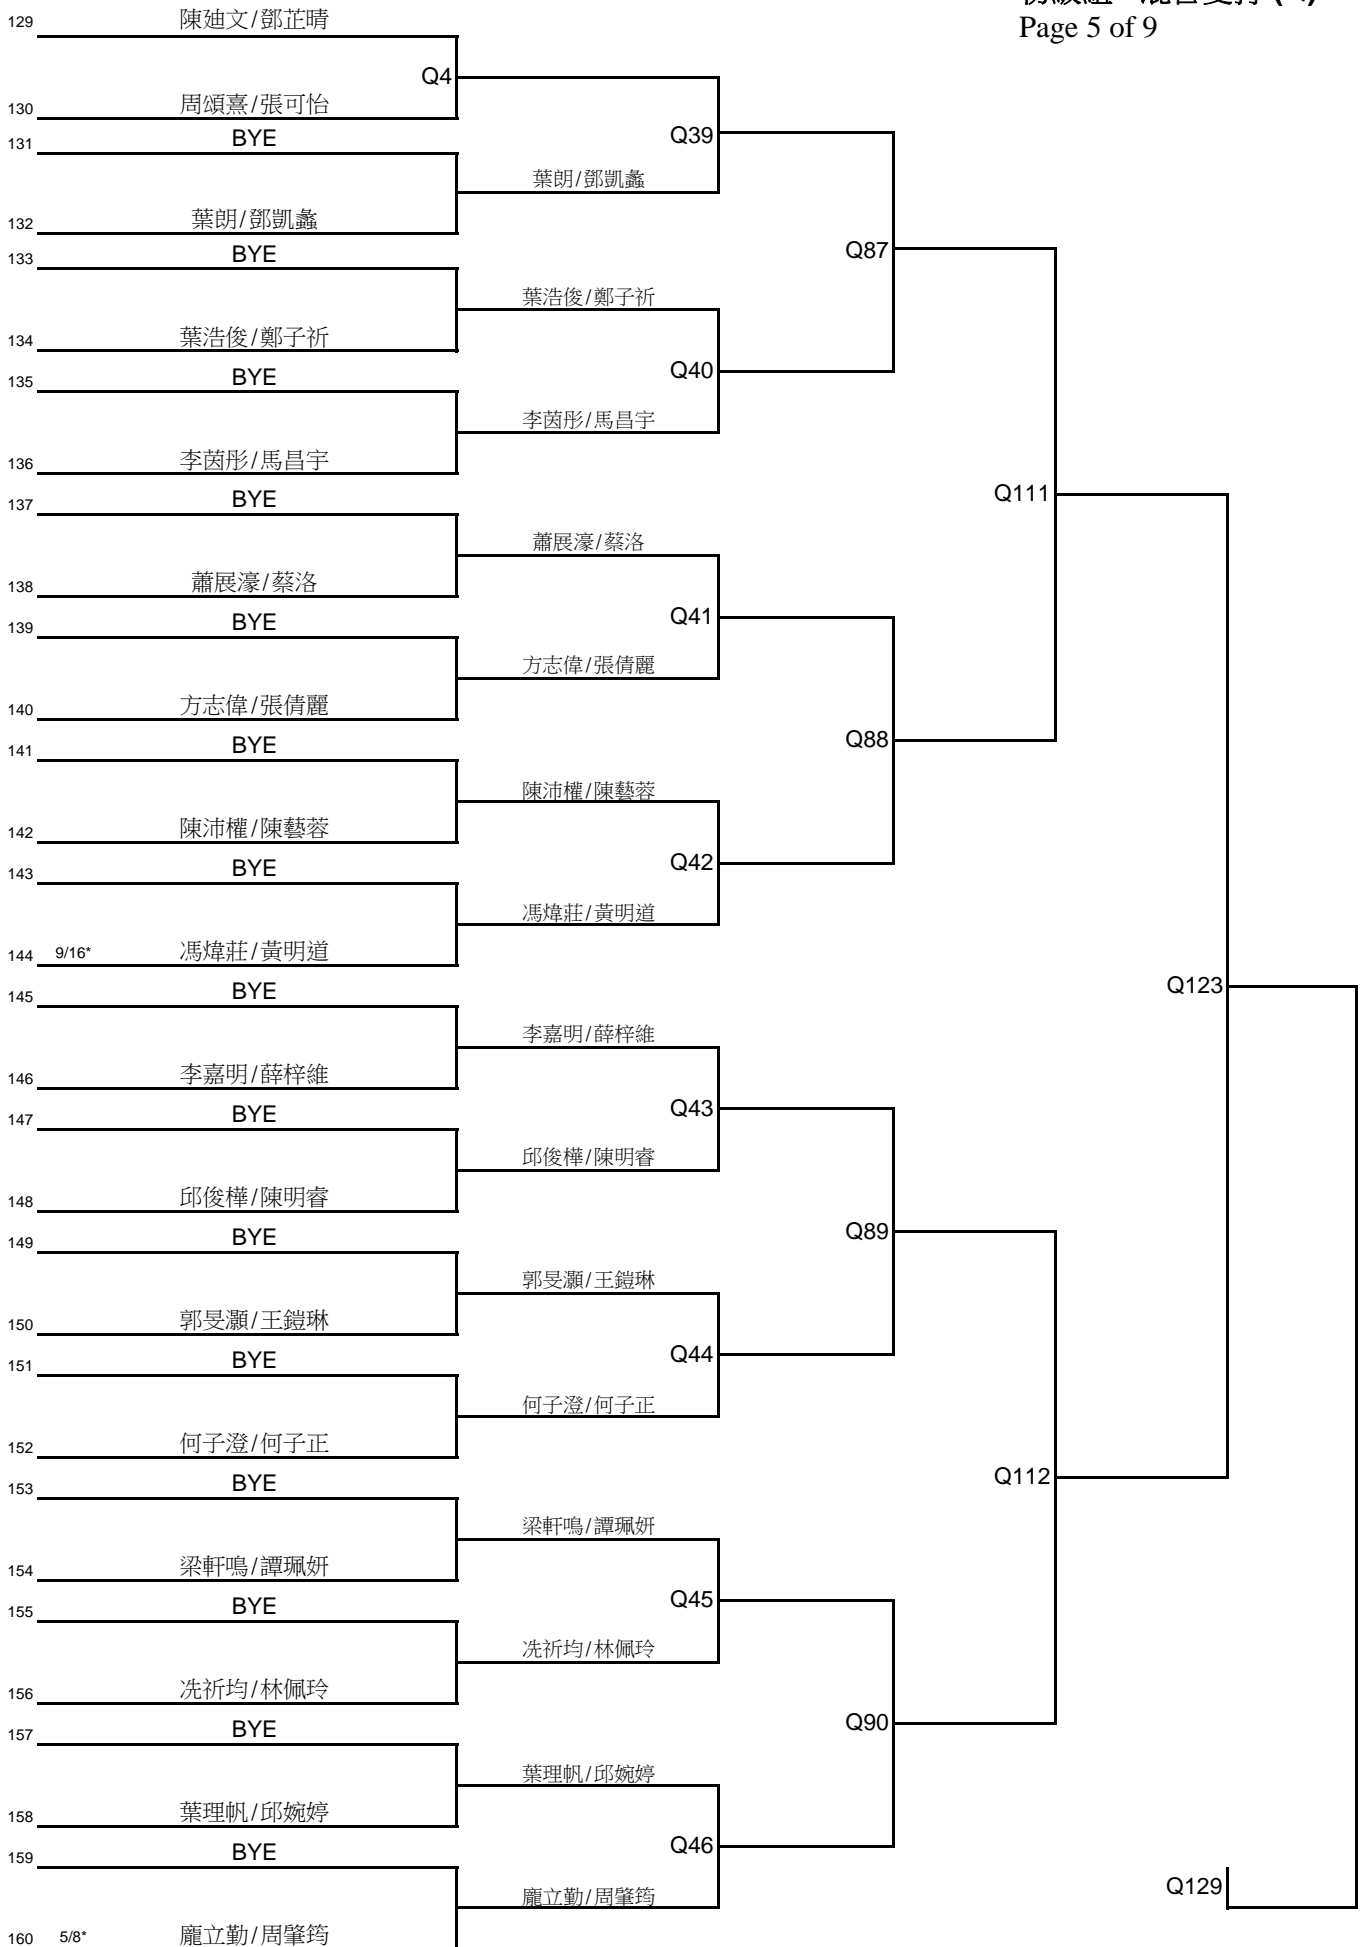 Page 5 of 9
129 陳廸文/鄧芷晴
Q4
130 周頌熹/張可怡
131 BYE
Q39
葉朗/鄧凱蠡
132 葉朗/鄧凱蠡
133 BYE
Q87
葉浩俊/鄭子祈
134 葉浩俊/鄭子祈
135 BYE
Q40
李茵彤/馬昌宇
136 李茵彤/馬昌宇
137 BYE
Q111
蕭展濠/蔡洛
138 蕭展濠/蔡洛
139 BYE
Q41
方志偉/張倩麗
140 方志偉/張倩麗
141 BYE
Q88
陳沛權/陳藝蓉
142 陳沛權/陳藝蓉
143 BYE
Q42
馮煒莊/黃明道
144 9/16* 馮煒莊/黃明道
145 BYE
Q123
李嘉明/薛梓維
146 李嘉明/薛梓維
147 BYE
Q43
邱俊樺/陳明睿
148 邱俊樺/陳明睿
149 BYE
Q89
郭旻灝/王鎧琳
150 郭旻灝/王鎧琳
151 BYE
Q44
何子澄/何子正
152 何子澄/何子正
153 BYE
Q112
梁軒鳴/譚珮妍
154 梁軒鳴/譚珮妍
155 BYE
Q45
冼祈均/林佩玲
156 冼祈均/林佩玲
157 BYE
Q90
葉理帆/邱婉婷
158 葉理帆/邱婉婷
159 BYE
Q46
龐立勤/周肇筠
Q129
160 5/8* 龐立勤/周肇筠